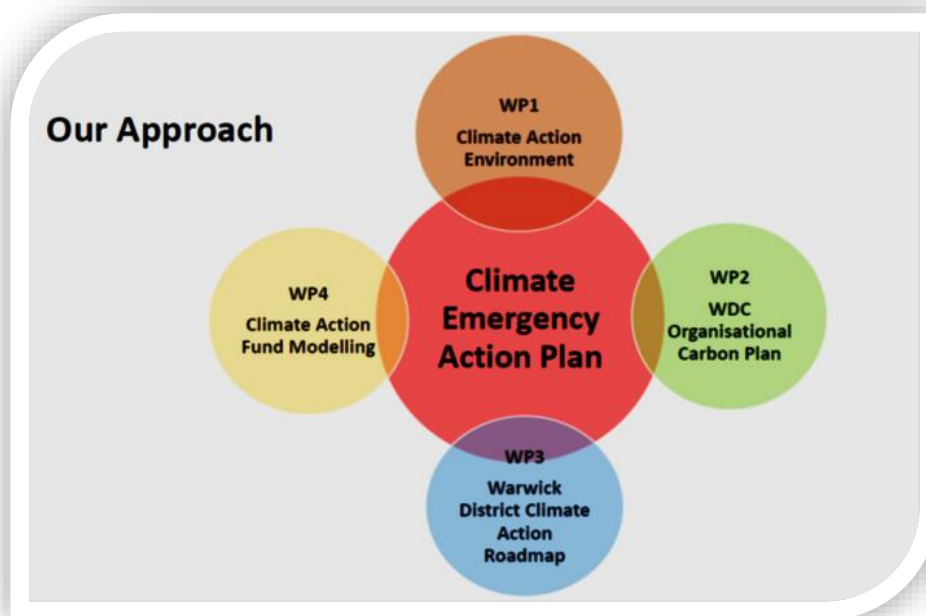 Our Approach
WP1
Climate Action
Environment
Climate
Emergency
Action Plan
WP2
WDC
Organisational
Carbon Plan
WP3
Warwick
District Climate
Action
Roadmap
WP4
Climate Action
Fund Modelling